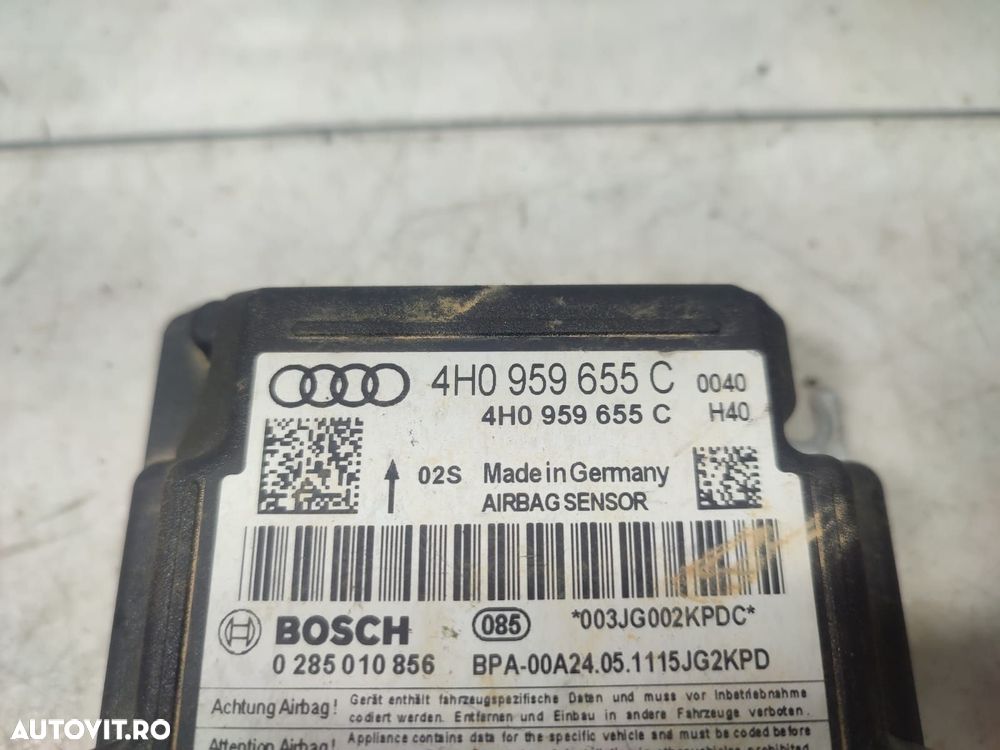 4H0 959 655 C 0040
4H0 959 655 C H40
02S Made in Germany
AIRBAG SENSOR
BOSCH 085 *003JG002KPDC*
0 285 010 856 BPA-00A24.05.1115JG2KPD
Achtung Airbag! Gerät enthält fahrzeugspezifische Daten und muss vor Inbetriebnahme
codiert werden. Entfernen und Einbau in andere Fahrzeuge verboten.
Attention Airbag! Appliance contains data for the specific vehicle and must be coded before
AUTOVIT.RO
AUTOVIT.RO